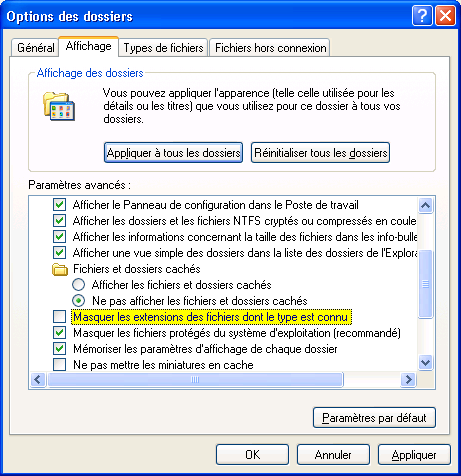 Options des dossiers
Général Affichage Types de fichiers Fichiers hors connexion
Affichage des dossiers
Vous pouvez appliquer l'apparence (telle celle utilisée pour les
détails ou les titres) que vous utilisez pour ce dossier à tous vos
dossiers.
Appliquer à tous les dossiers Réinitialiser tous les dossiers
Paramètres avancés :
Afficher le Panneau de configuration dans le Poste de travail
Afficher les dossiers et les fichiers NTFS cryptés ou compressés en coule
Afficher les informations concernant la taille des fichiers dans les info-bulle
Afficher une vue simple des dossiers dans la liste des dossiers de l'Explora
Fichiers et dossiers cachés
Afficher les fichiers et dossiers cachés
Ne pas afficher les fichiers et dossiers cachés
Masquer les extensions des fichiers dont le type est connu
Masquer les fichiers protégés du système d'exploitation (recommandé)
Mémoriser les paramètres d'affichage de chaque dossier
Ne pas mettre les miniatures en cache
Paramètres par défaut
OK Annuler Appliquer